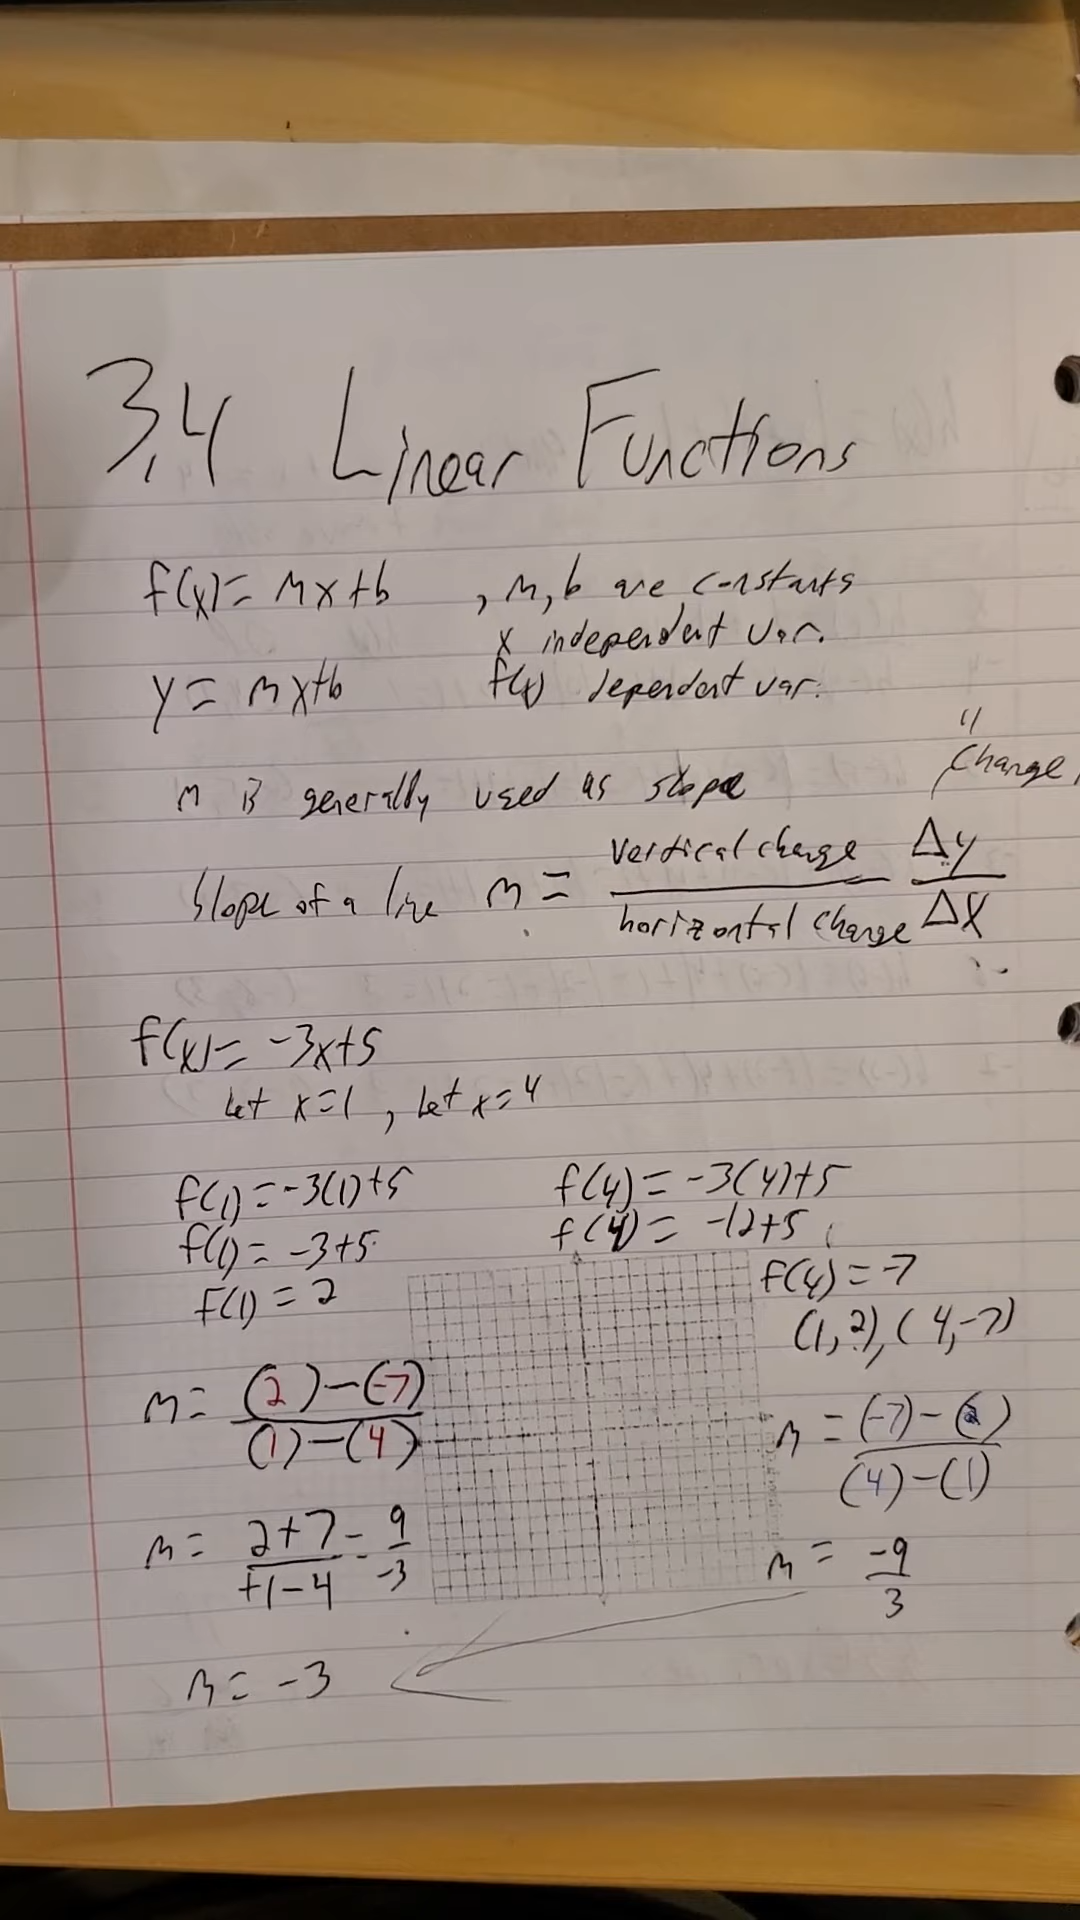 3.4 Linear Functions
f(x) = mx+b , m, b are constants
x independent var.
y = mx+b f(x) dependent var.
" change
m is generally used as slope
Slope of a line m = vertical change / horizontal change Δy / Δx
f(x) = -3x+5
Let x=1, Let x=4
f(1) = -3(1)+5 f(4) = -3(4)+5
f(1) = -3+5 f(4) = -12+5
f(1) = 2 f(4) = -7
(1,2), (4,-7)
m = (2)-(-7) / (1)-(4) m = (-7)-(2) / (4)-(1)
m = 2+7 / +1-4 = 9 / -3 m = -9 / 3
m = -3